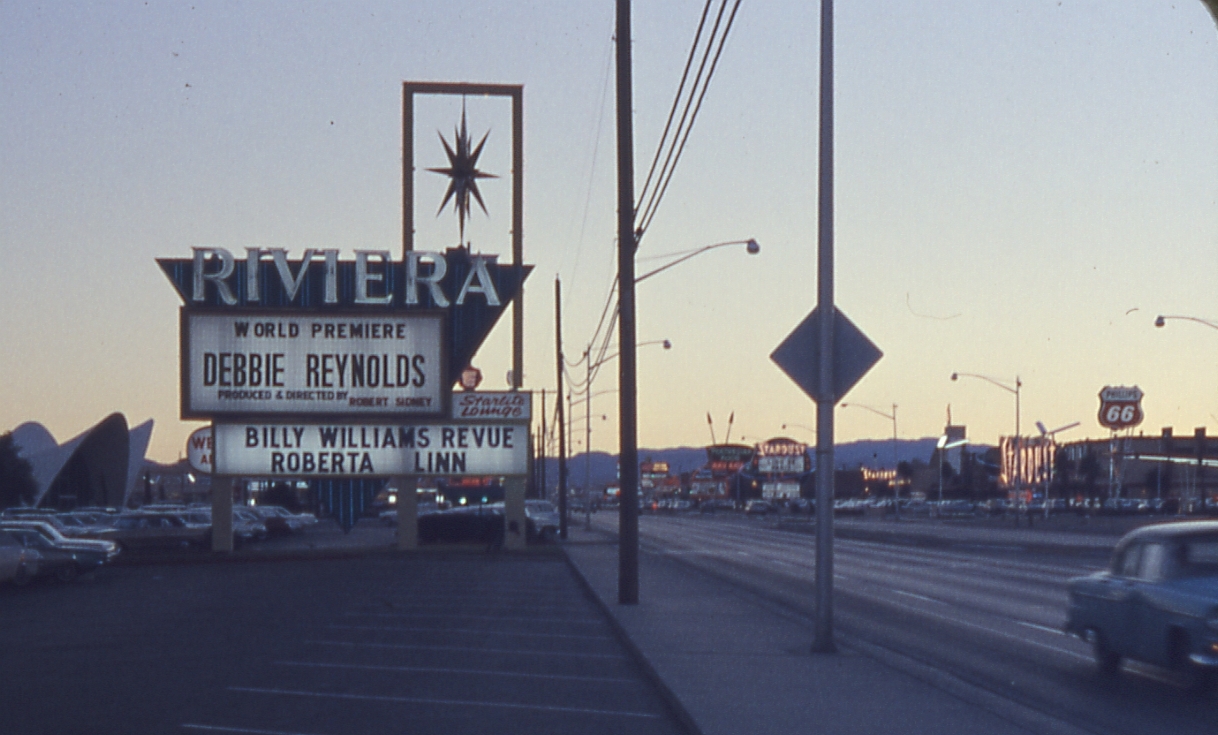 RIVIERA
WORLD PREMIERE
DEBBIE REYNOLDS
PRODUCED & DIRECTED BY ROBERT SIDNEY
Starlite
Lounge
BILLY WILLIAMS REVUE
ROBERTA LINN
WE
STARDUST
PHILLIPS
66